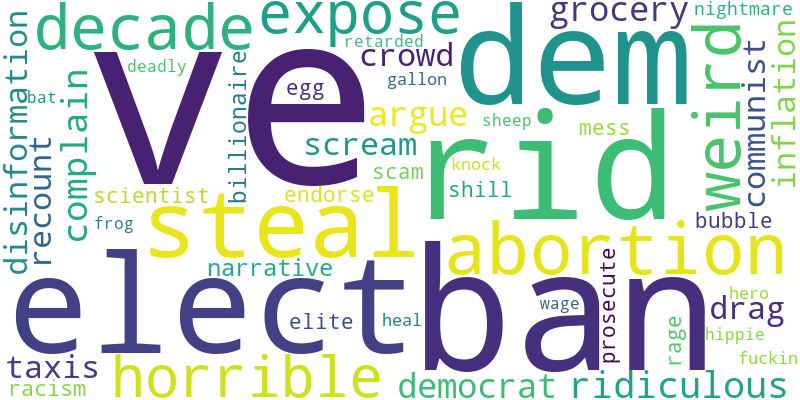 decade
expose
grocery
nightmare
ve
dem
retarded
crowd
deadly
gallon
egg
bat
disinformation
recount
complain
billionaire
argue
rid
sheep
mess
weird
communist
inflation
scream
scam
knock
scientist
endorse
shill
frog
steal
abortion
bubble
narrative
elect
ban
elite
heal
wage
prosecute
hero
drag
rage
hippie
taxis
horrible
fuckin
racism
democrat
ridiculous